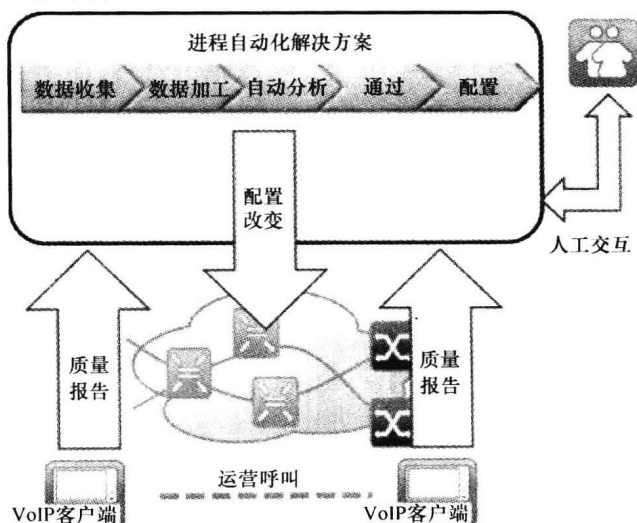 进程自动化解决方案
数据收集
数据加工
自动分析
通过
配置
配置
改变
人工交互
质量
报告
质量
报告
运营呼叫
VoIP客户端
VoIP客户端